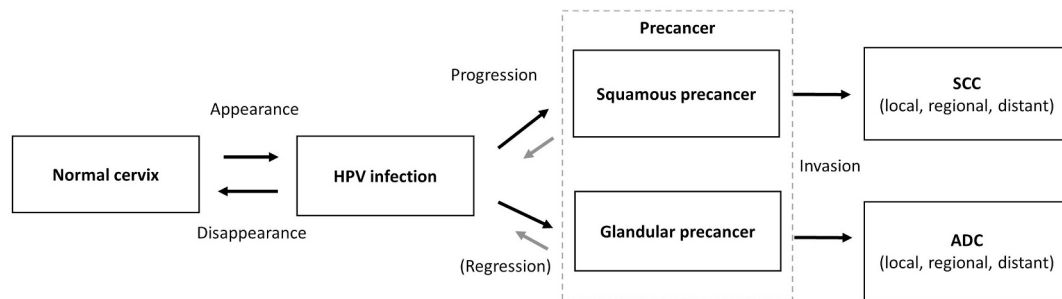 Precancer
Progression
Squamous precancer
SCC
(local, regional, distant)
Appearance
Normal cervix
HPV infection
Invasion
Disappearance
Glandular precancer
ADC
(local, regional, distant)
(Regression)